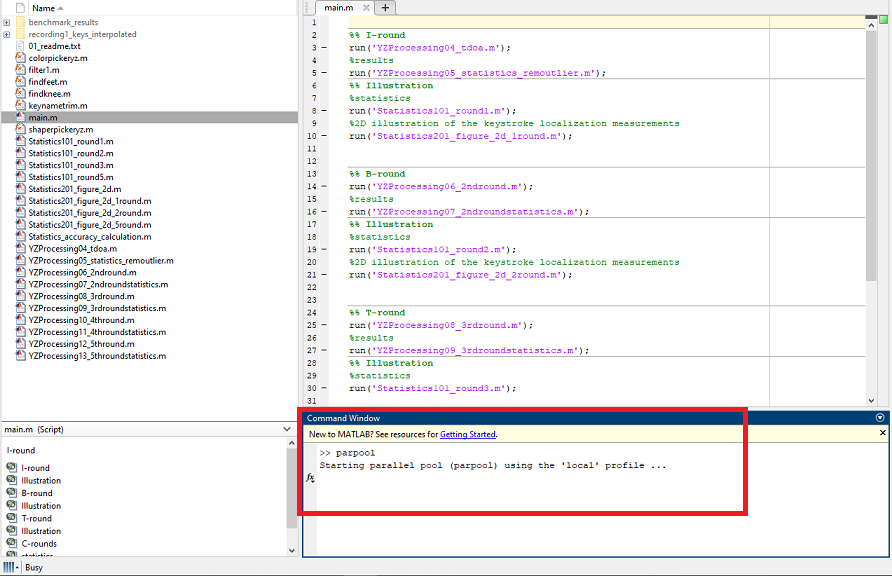 Name
benchmark_results
recording1_keys_interpolated
01_readme.txt
colorpickeryz.m
filter1.m
findfeet.m
findknee.m
keynametrim.m
main.m
shaperpickeryz.m
Statistics101_round1.m
Statistics101_round2.m
Statistics101_round3.m
Statistics101_round5.m
Statistics201_figure_2d.m
Statistics201_figure_2d_1round.m
Statistics201_figure_2d_2round.m
Statistics201_figure_2d_5round.m
Statistics_accuracy_calculation.m
YZProcessing04_tdoa.m
YZProcessing05_statistics_remoutlier.m
YZProcessing06_2ndround.m
YZProcessing07_2ndroundstatistics.m
YZProcessing08_3rdround.m
YZProcessing09_3rdroundstatistics.m
YZProcessing10_4thround.m
YZProcessing11_4throundstatistics.m
YZProcessing12_5thround.m
YZProcessing13_5throundstatistics.m
main.m (Script)
I-round
I-round
Illustration
B-round
Illustration
T-round
Illustration
C-rounds
statistics
Busy
main.m
1
2 %% I-round
3 – run('YZProcessing04_tdoa.m');
4 %results
5 – run('YZProcessing05_statistics_remoutlier.m');
6 %% Illustration
7 %statistics
8 – run('Statistics101_round1.m');
9 %2D illustration of the keystroke localization measurements
10 – run('Statistics201_figure_2d_1round.m');
11
12
13 %% B-round
14 – run('YZProcessing06_2ndround.m');
15 %results
16 – run('YZProcessing07_2ndroundstatistics.m');
17 %% Illustration
18 %statistics
19 – run('Statistics101_round2.m');
20 %2D illustration of the keystroke localization measurements
21 – run('Statistics201_figure_2d_2round.m');
22
23
24 %% T-round
25 – run('YZProcessing08_3rdround.m');
26 %results
27 – run('YZProcessing09_3rdroundstatistics.m');
28 %% Illustration
29 %statistics
30 – run('Statistics101_round3.m');
31
Command Window
New to MATLAB? See resources for Getting Started.
>> parpool
Starting parallel pool (parpool) using the 'local' profile ...
fx